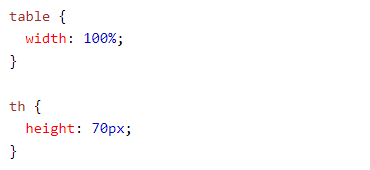 table {
  width: 100%;
}

th {
  height: 70px;
}